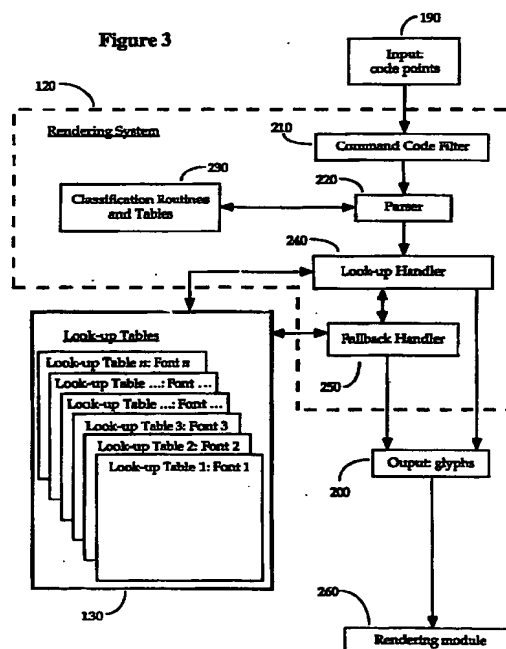 Figure 3
190
Input:
code points
120
Rendering System
210
Command Code Filter
230
220
Classification Routines
and Tables
Parser
240
Look-up Handler
Look-up Tables
Fallback Handler
250
Look-up Table n: Font n
Look-up Table ...: Font ...
Look-up Table ...: Font ...
Look-up Table 3: Font 3
Look-up Table 2: Font 2
Look-up Table 1: Font 1
Ouput: glyphs
200
130
260
Rendering module